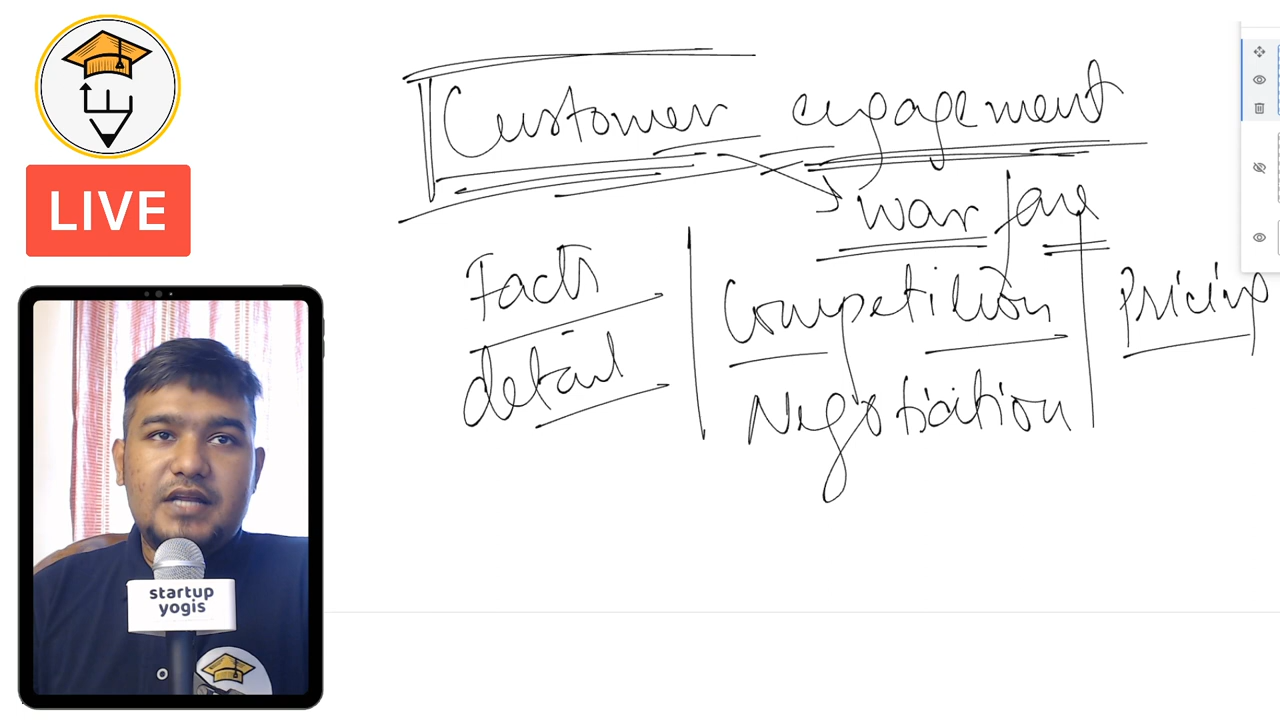 LIVE
Customer engagement
warfare
Facts
detail
Competition
Negotiation
Pricing
startup
yogis